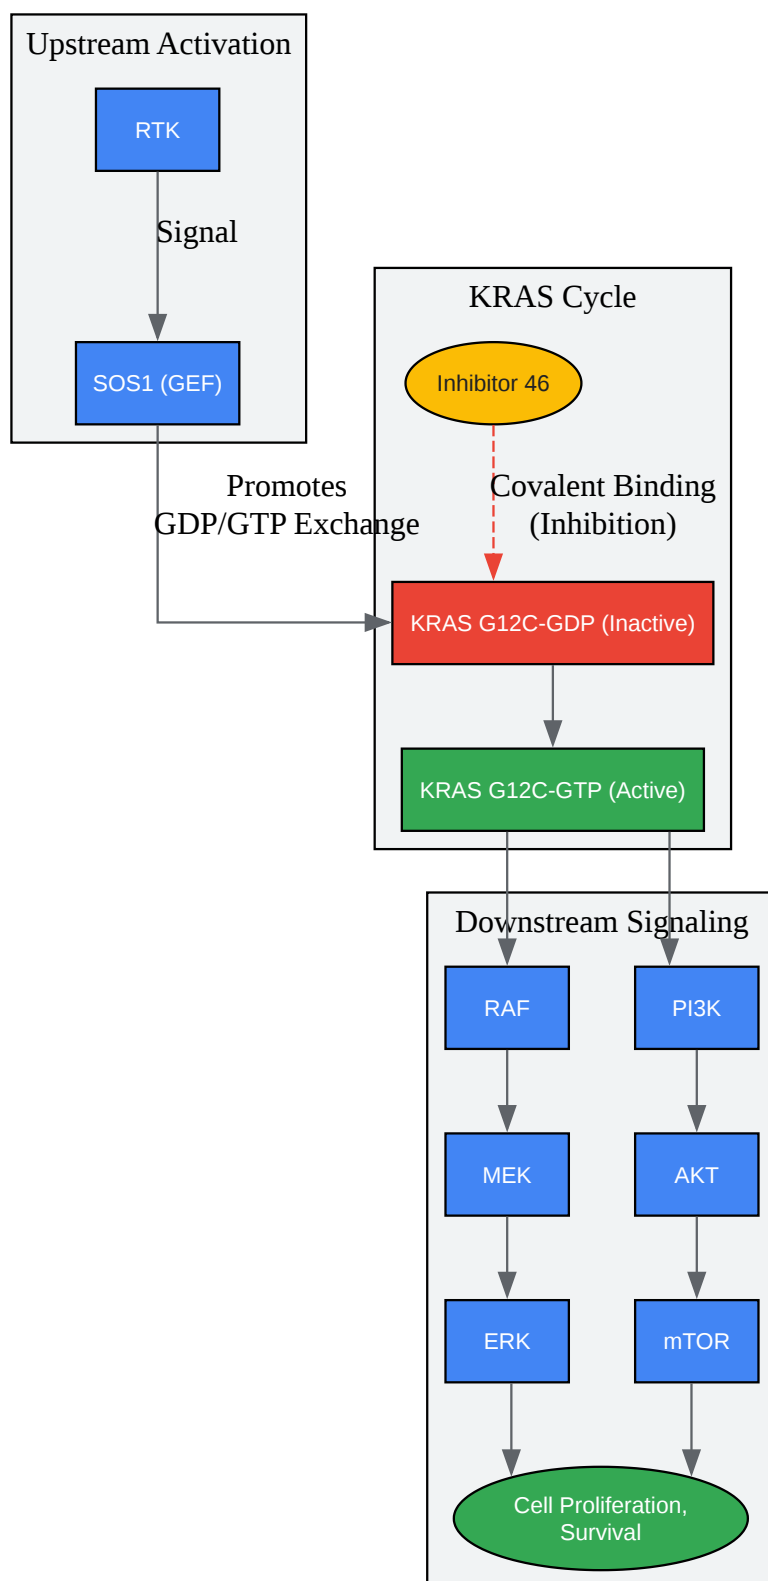 Upstream Activation
RTK
Signal
SOS1 (GEF)
KRAS Cycle
Inhibitor 46
Promotes
GDP/GTP Exchange
Covalent Binding
(Inhibition)
KRAS G12C-GDP (Inactive)
KRAS G12C-GTP (Active)
Downstream Signaling
RAF
PI3K
MEK
AKT
ERK
mTOR
Cell Proliferation,
Survival